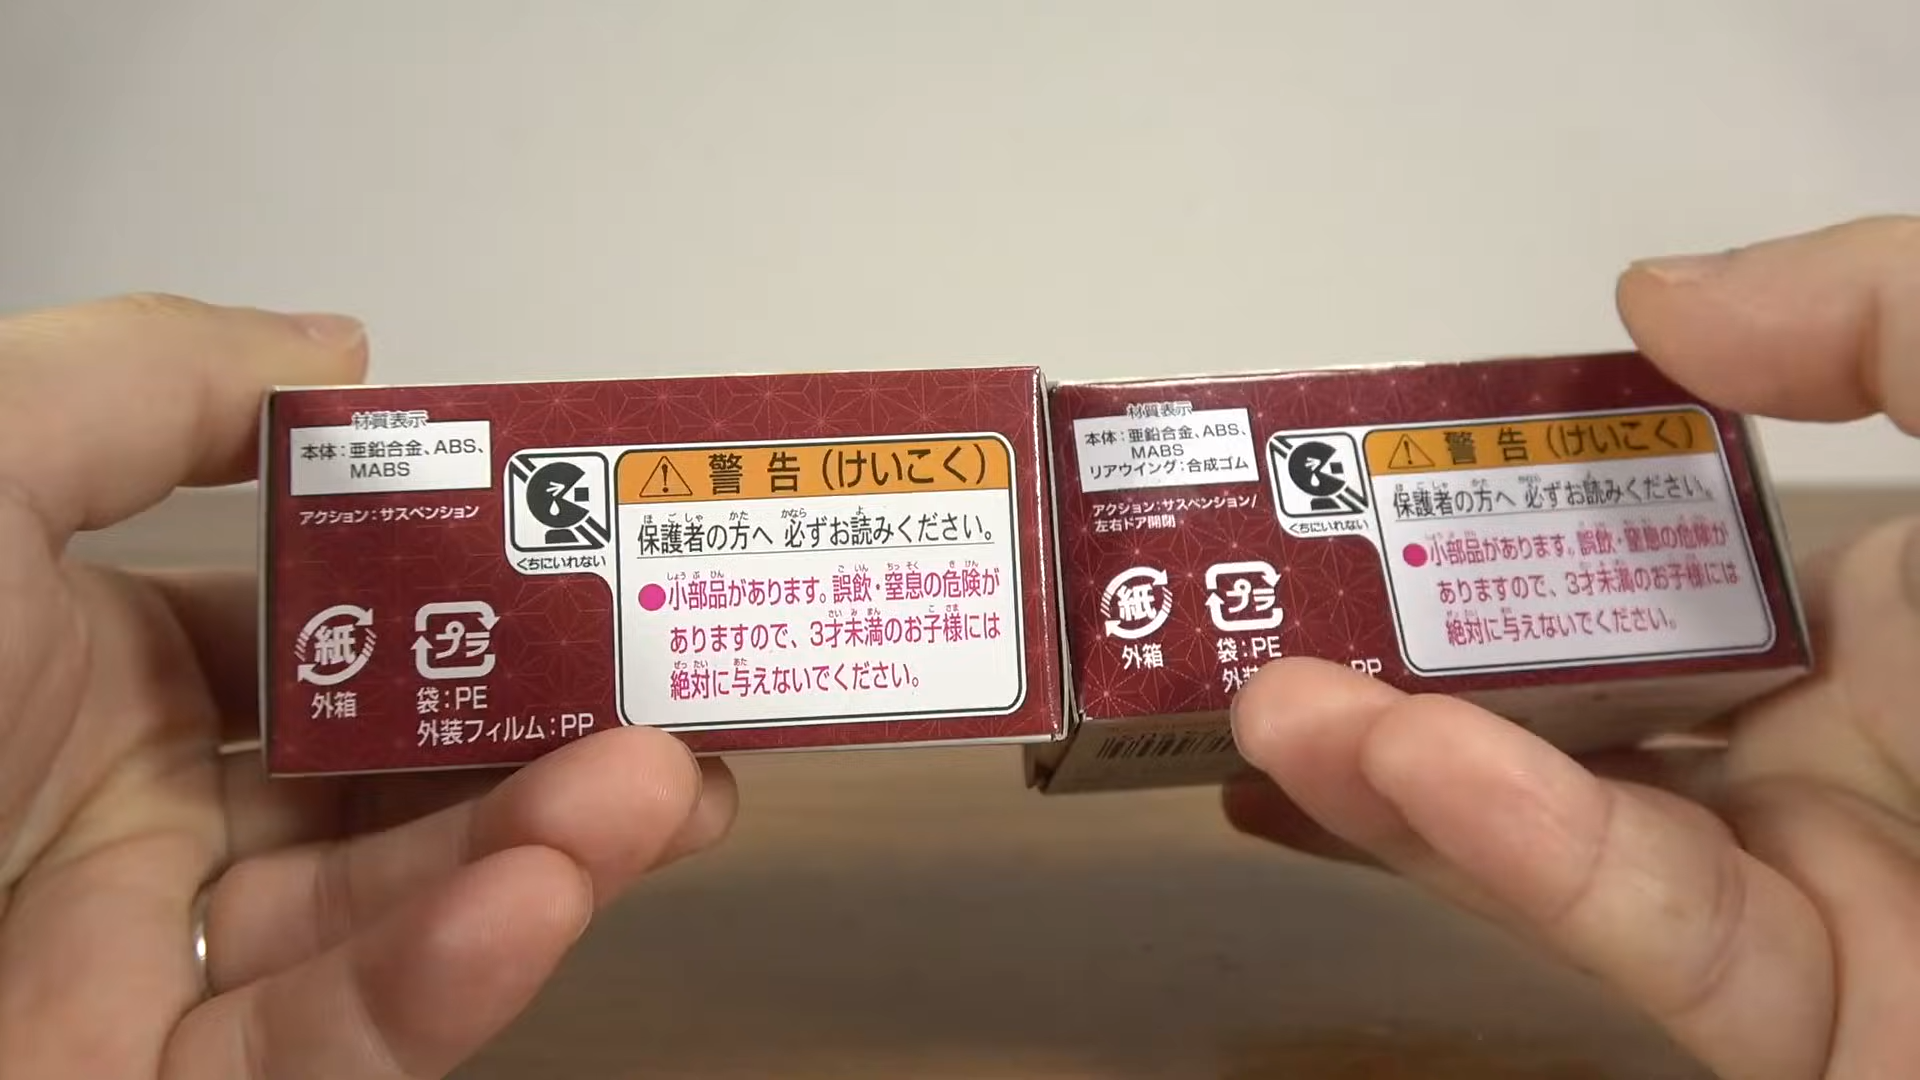 材質表示
本体：亜鉛合金、ABS、
MABS
アクション：サスペンション
くちにいれない
紙
外箱
プラ
袋：PE
外装フィルム：PP
警告（けいこく）
保護者の方へ 必ずお読みください。
●小部品があります。誤飲・窒息の危険が
ありますので、3才未満のお子様には
絶対に与えないでください。
材質表示
本体：亜鉛合金、ABS、
MABS
リアウイング：合成ゴム
アクション：サスペンション/
左右ドア開閉
くちにいれない
紙
外箱
プラ
袋：PE
外 PP
警告（けいこく）
保護者の方へ 必ずお読みください。
●小部品があります。誤飲・窒息の危険が
ありますので、3才未満のお子様には
絶対に与えないでください。